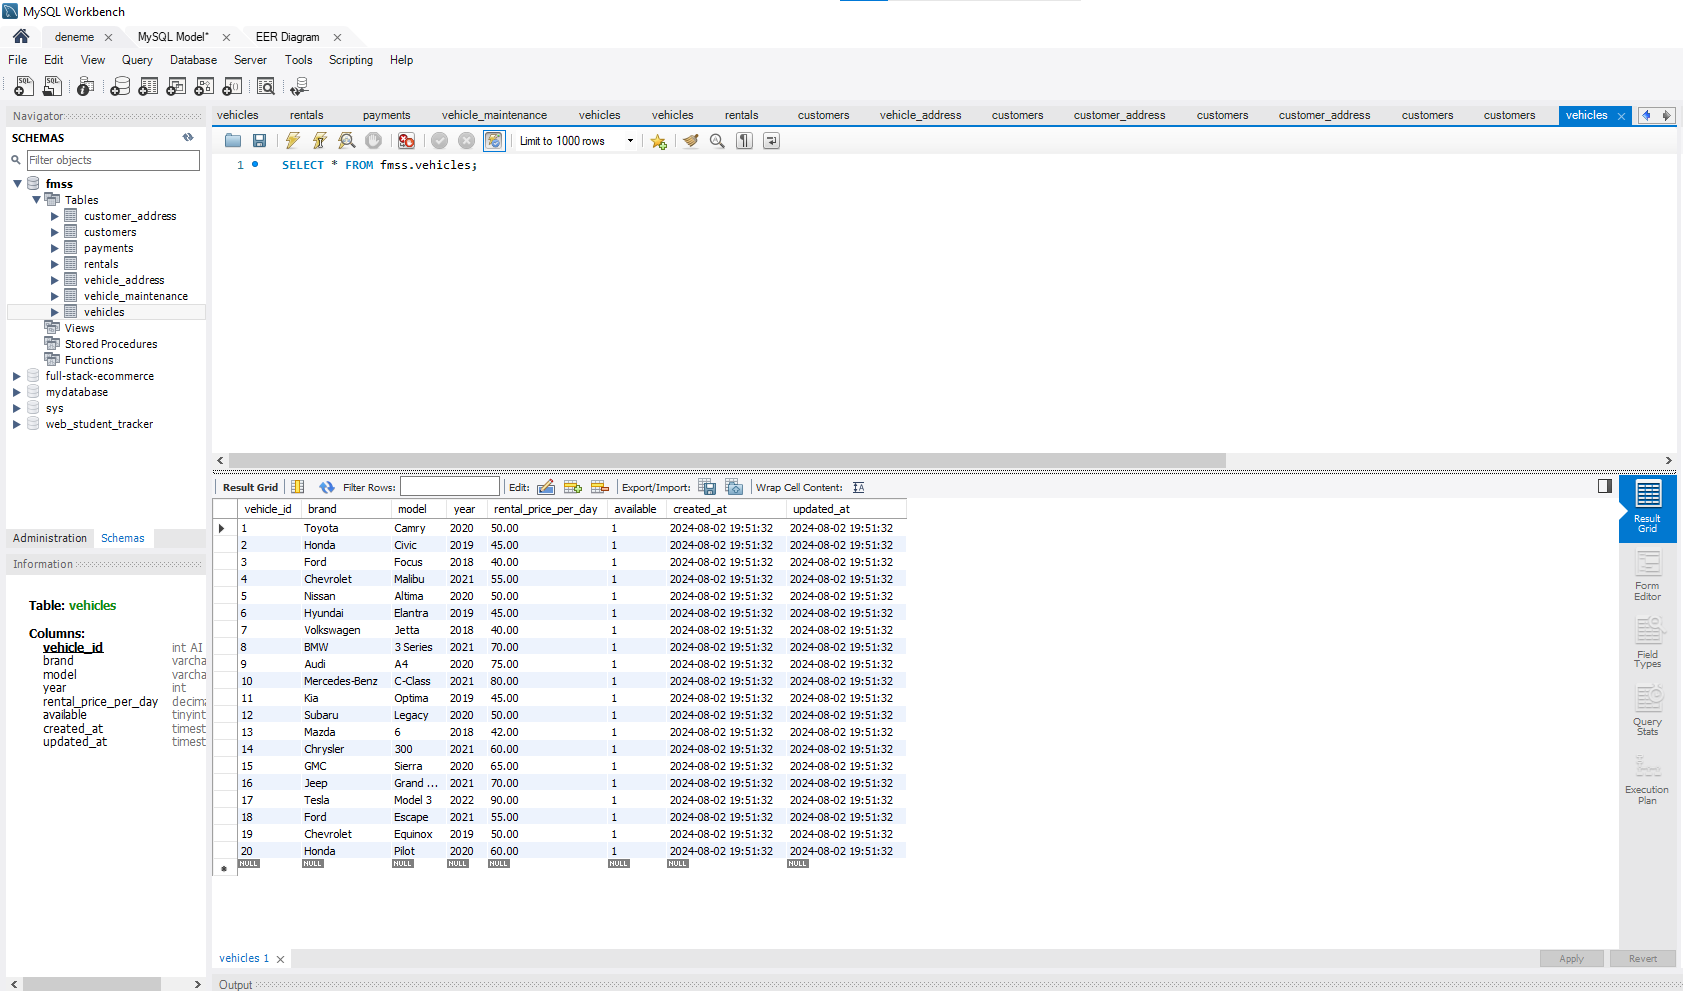 MySQL Workbench
deneme MySQL Model* EER Diagram
File Edit View Query Database Server Tools Scripting Help
Navigator
SCHEMAS
Filter objects
fmss
Tables
customer_address
customers
payments
rentals
vehicle_address
vehicle_maintenance
vehicles
Views
Stored Procedures
Functions
full-stack-ecommerce
mydatabase
sys
web_student_tracker
Administration Schemas
Information
Table: vehicles
Columns:
vehicle_id int AI
brand varcha
model varcha
year int
rental_price_per_day decima
available tinyint
created_at timest
updated_at timest
vehicles rentals payments vehicle_maintenance vehicles vehicles rentals customers vehicle_address customers customer_address customers customer_address customers customers vehicles
Limit to 1000 rows
1 SELECT * FROM fmss.vehicles;
Result Grid Filter Rows: Edit: Export/Import: Wrap Cell Content:
vehicle_id brand model year rental_price_per_day available created_at updated_at
1 Toyota Camry 2020 50.00 1 2024-08-02 19:51:32 2024-08-02 19:51:32
2 Honda Civic 2019 45.00 1 2024-08-02 19:51:32 2024-08-02 19:51:32
3 Ford Focus 2018 40.00 1 2024-08-02 19:51:32 2024-08-02 19:51:32
4 Chevrolet Malibu 2021 55.00 1 2024-08-02 19:51:32 2024-08-02 19:51:32
5 Nissan Altima 2020 50.00 1 2024-08-02 19:51:32 2024-08-02 19:51:32
6 Hyundai Elantra 2019 45.00 1 2024-08-02 19:51:32 2024-08-02 19:51:32
7 Volkswagen Jetta 2018 40.00 1 2024-08-02 19:51:32 2024-08-02 19:51:32
8 BMW 3 Series 2021 70.00 1 2024-08-02 19:51:32 2024-08-02 19:51:32
9 Audi A4 2020 75.00 1 2024-08-02 19:51:32 2024-08-02 19:51:32
10 Mercedes-Benz C-Class 2021 80.00 1 2024-08-02 19:51:32 2024-08-02 19:51:32
11 Kia Optima 2019 45.00 1 2024-08-02 19:51:32 2024-08-02 19:51:32
12 Subaru Legacy 2020 50.00 1 2024-08-02 19:51:32 2024-08-02 19:51:32
13 Mazda 6 2018 42.00 1 2024-08-02 19:51:32 2024-08-02 19:51:32
14 Chrysler 300 2021 60.00 1 2024-08-02 19:51:32 2024-08-02 19:51:32
15 GMC Sierra 2020 65.00 1 2024-08-02 19:51:32 2024-08-02 19:51:32
16 Jeep Grand ... 2021 70.00 1 2024-08-02 19:51:32 2024-08-02 19:51:32
17 Tesla Model 3 2022 90.00 1 2024-08-02 19:51:32 2024-08-02 19:51:32
18 Ford Escape 2021 55.00 1 2024-08-02 19:51:32 2024-08-02 19:51:32
19 Chevrolet Equinox 2019 50.00 1 2024-08-02 19:51:32 2024-08-02 19:51:32
20 Honda Pilot 2020 60.00 1 2024-08-02 19:51:32 2024-08-02 19:51:32
NULL NULL NULL NULL NULL NULL NULL NULL
Result
Grid
Form
Editor
Field
Types
Query
Stats
Execution
Plan
vehicles 1 Apply Revert
Output